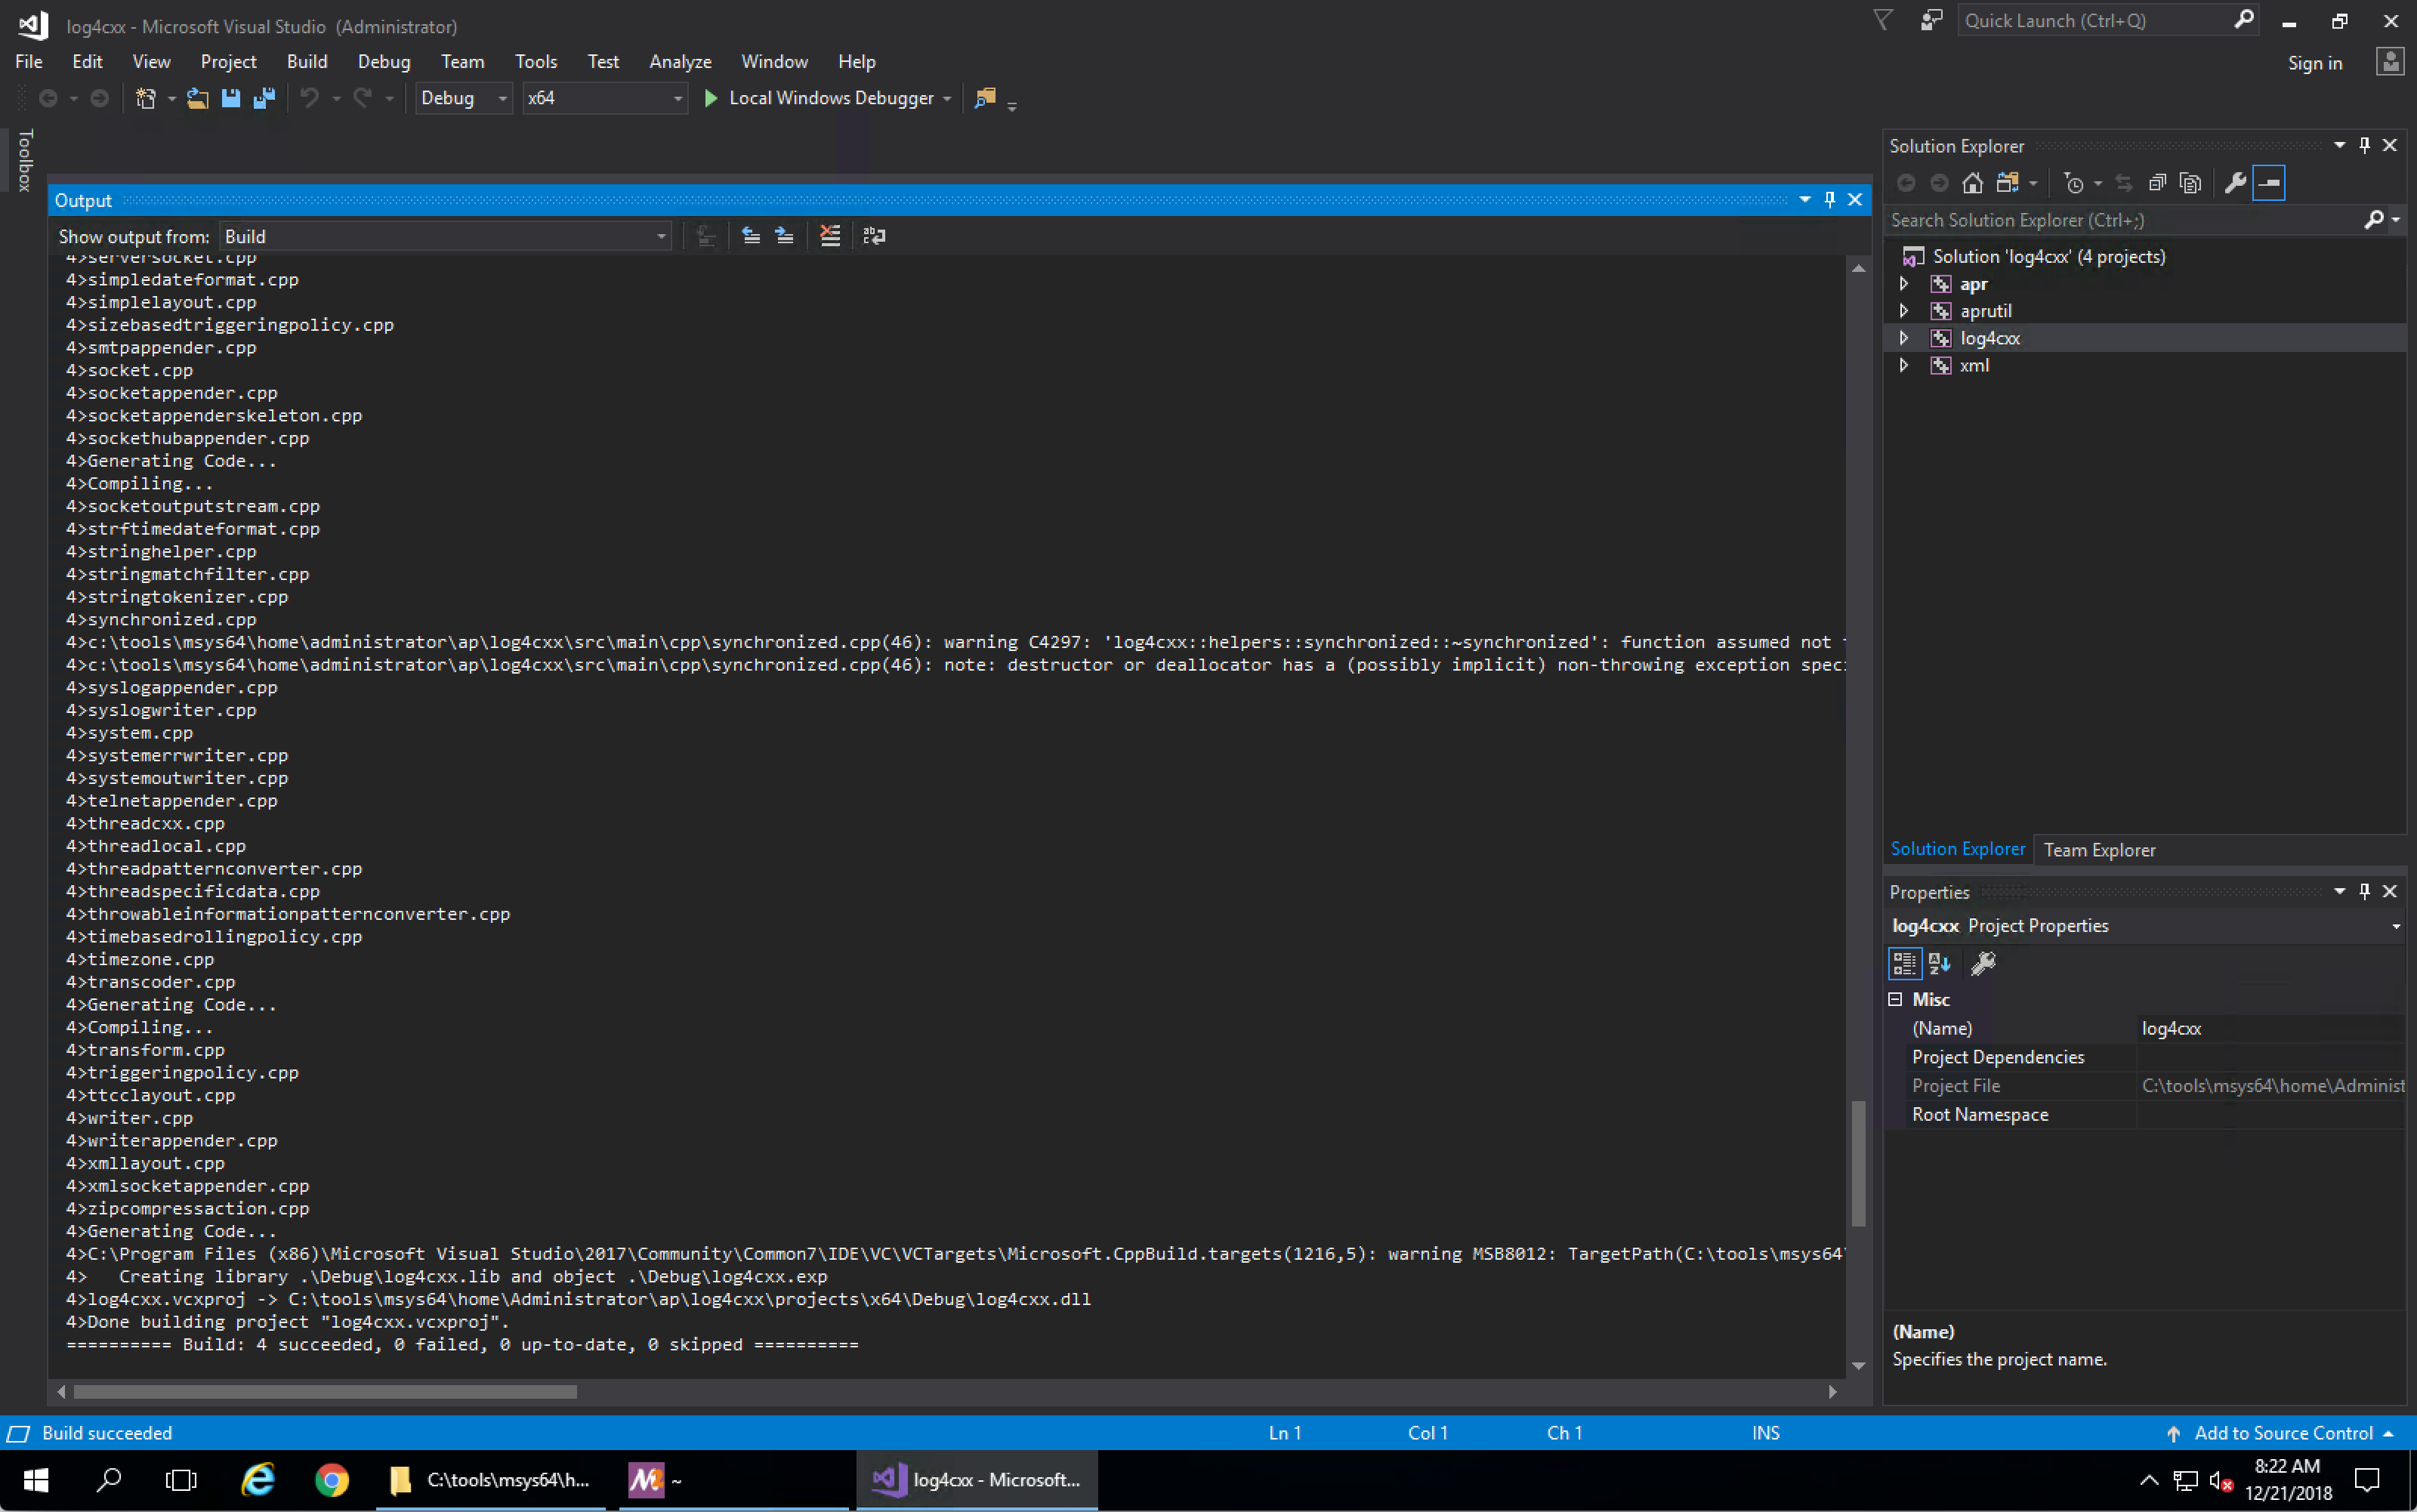 log4cxx - Microsoft Visual Studio (Administrator)
Quick Launch (Ctrl+Q)
File Edit View Project Build Debug Team Tools Test Analyze Window Help
Sign in
Debug x64 Local Windows Debugger
Toolbox
Output
Show output from: Build
4>serversocket.cpp
4>simpledateformat.cpp
4>simplelayout.cpp
4>sizebasedtriggeringpolicy.cpp
4>smtpappender.cpp
4>socket.cpp
4>socketappender.cpp
4>socketappenderskeleton.cpp
4>sockethubappender.cpp
4>Generating Code...
4>Compiling...
4>socketoutputstream.cpp
4>strftimedateformat.cpp
4>stringhelper.cpp
4>stringmatchfilter.cpp
4>stringtokenizer.cpp
4>synchronized.cpp
4>c:\tools\msys64\home\administrator\ap\log4cxx\src\main\cpp\synchronized.cpp(46): warning C4297: 'log4cxx::helpers::synchronized::~synchronized': function assumed not
4>c:\tools\msys64\home\administrator\ap\log4cxx\src\main\cpp\synchronized.cpp(46): note: destructor or deallocator has a (possibly implicit) non-throwing exception speci
4>syslogappender.cpp
4>syslogwriter.cpp
4>system.cpp
4>systemerrwriter.cpp
4>systemoutwriter.cpp
4>telnetappender.cpp
4>threadcxx.cpp
4>threadlocal.cpp
4>threadpatternconverter.cpp
4>threadspecificdata.cpp
4>throwableinformationpatternconverter.cpp
4>timebasedrollingpolicy.cpp
4>timezone.cpp
4>transcoder.cpp
4>Generating Code...
4>Compiling...
4>transform.cpp
4>triggeringpolicy.cpp
4>ttcclayout.cpp
4>writer.cpp
4>writerappender.cpp
4>xmllayout.cpp
4>xmlsocketappender.cpp
4>zipcompressaction.cpp
4>Generating Code...
4>C:\Program Files (x86)\Microsoft Visual Studio\2017\Community\Common7\IDE\VC\VCTargets\Microsoft.CppBuild.targets(1216,5): warning MSB8012: TargetPath(C:\tools\msys64\
4>   Creating library .\Debug\log4cxx.lib and object .\Debug\log4cxx.exp
4>log4cxx.vcxproj -> C:\tools\msys64\home\Administrator\ap\log4cxx\projects\x64\Debug\log4cxx.dll
4>Done building project "log4cxx.vcxproj".
========== Build: 4 succeeded, 0 failed, 0 up-to-date, 0 skipped ==========
Solution Explorer
Search Solution Explorer (Ctrl+;)
Solution 'log4cxx' (4 projects)
apr
aprutil
log4cxx
xml
Solution Explorer Team Explorer
Properties
log4cxx Project Properties
Misc
(Name) log4cxx
Project Dependencies
Project File C:\tools\msys64\home\Administ
Root Namespace
(Name)
Specifies the project name.
Build succeeded Ln 1 Col 1 Ch 1 INS Add to Source Control
C:\tools\msys64\h... ~ log4cxx - Microsoft...
8:22 AM
12/21/2018